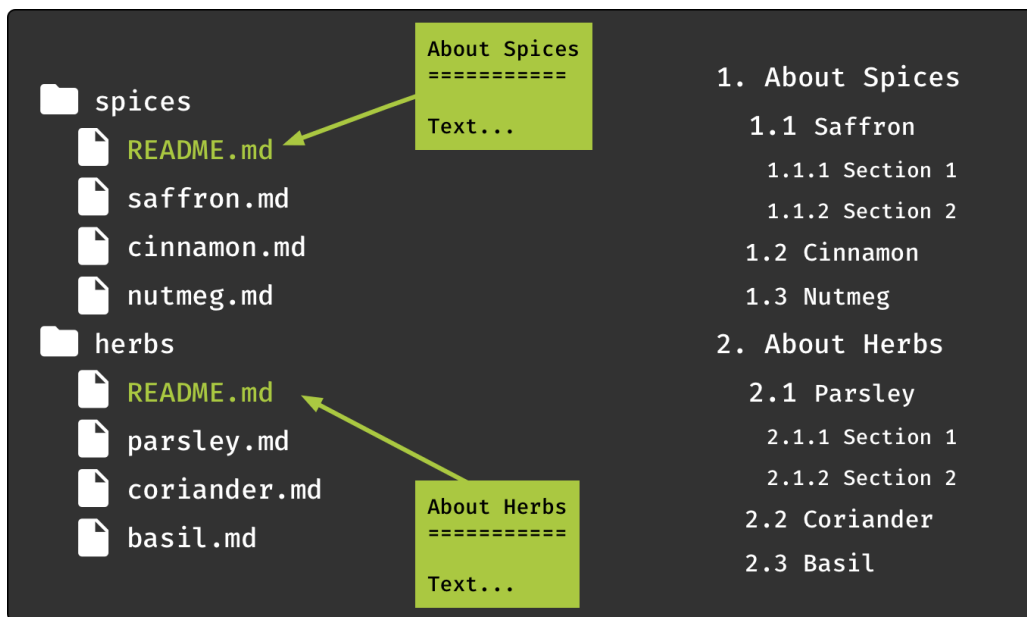 spices
README.md
saffron.md
cinnamon.md
nutmeg.md
herbs
README.md
parsley.md
coriander.md
basil.md
About Spices
===========
Text...
About Herbs
===========
Text...
1. About Spices
1.1 Saffron
1.1.1 Section 1
1.1.2 Section 2
1.2 Cinnamon
1.3 Nutmeg
2. About Herbs
2.1 Parsley
2.1.1 Section 1
2.1.2 Section 2
2.2 Coriander
2.3 Basil